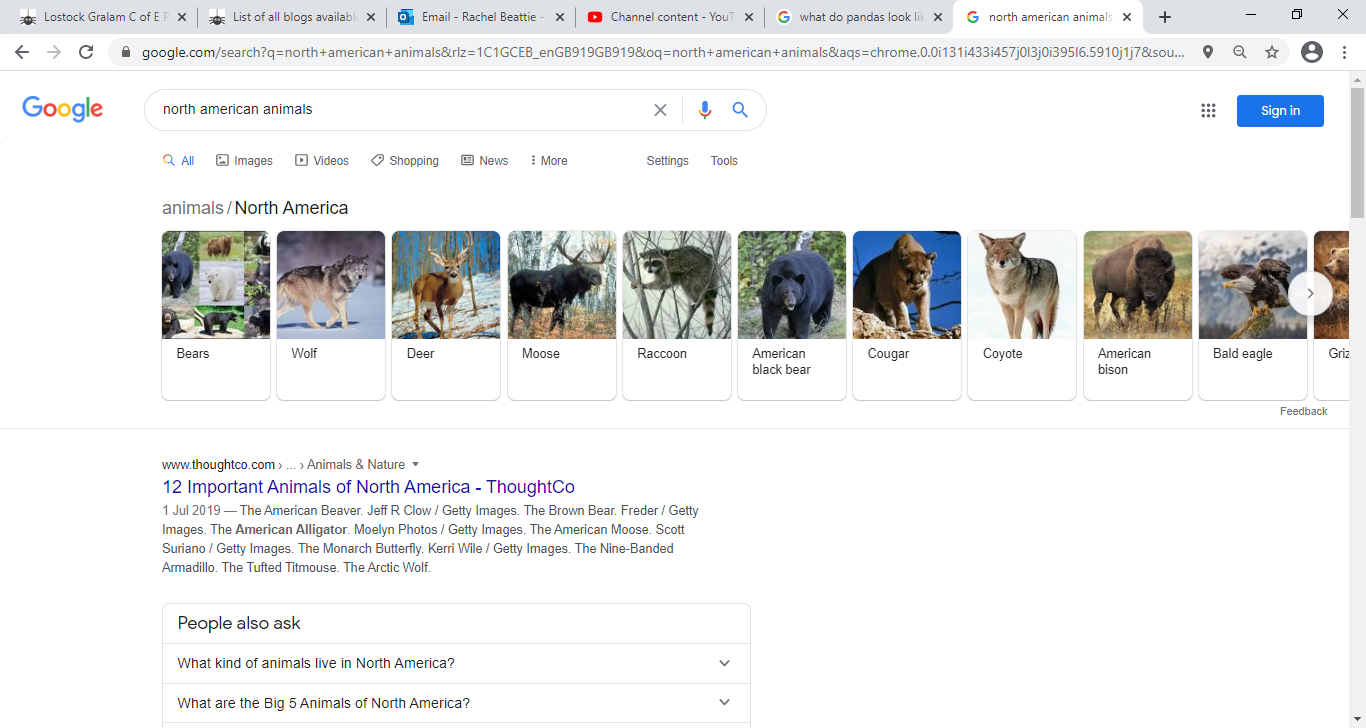 Lostock Gralam C of E P
List of all blogs availabl
Email - Rachel Beattie -
Channel content - YouT
what do pandas look lik
north american animals
google.com/search?q=north+american+animals&rlz=1C1GCEB_enGB919GB919&oq=north+american+animals&aqs=chrome.0.0i131i433i457j0l3j0i395l6.5910j1j7&sou...
Google
north american animals
Sign in
All Images Videos Shopping News More Settings Tools
animals / North America
Bears Wolf Deer Moose Raccoon American Cougar Coyote American Bald eagle Griz
black bear bison
Feedback
www.thoughtco.com › ... › Animals & Nature
12 Important Animals of North America - ThoughtCo
1 Jul 2019 — The American Beaver. Jeff R Clow / Getty Images. The Brown Bear. Freder / Getty
Images. The American Alligator. Moelyn Photos / Getty Images. The American Moose. Scott
Suriano / Getty Images. The Monarch Butterfly. Kerri Wile / Getty Images. The Nine-Banded
Armadillo. The Tufted Titmouse. The Arctic Wolf.
People also ask
What kind of animals live in North America?
What are the Big 5 Animals of North America?